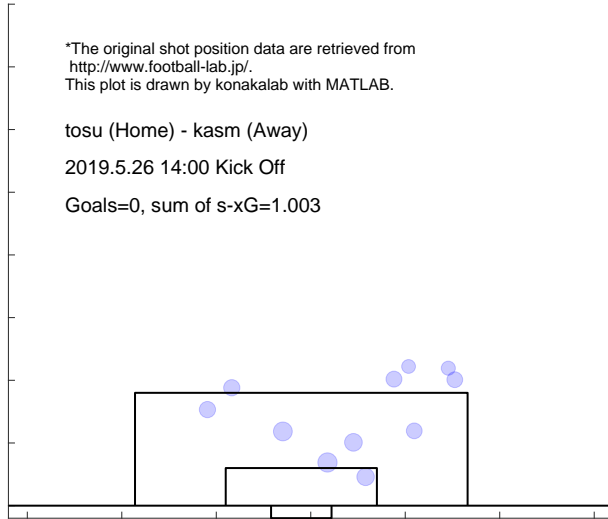 *The original shot position data are retrieved from
http://www.football-lab.jp/.
This plot is drawn by konakalab with MATLAB.
tosu (Home) - kasm (Away)
2019.5.26 14:00 Kick Off
Goals=0, sum of s-xG=1.003